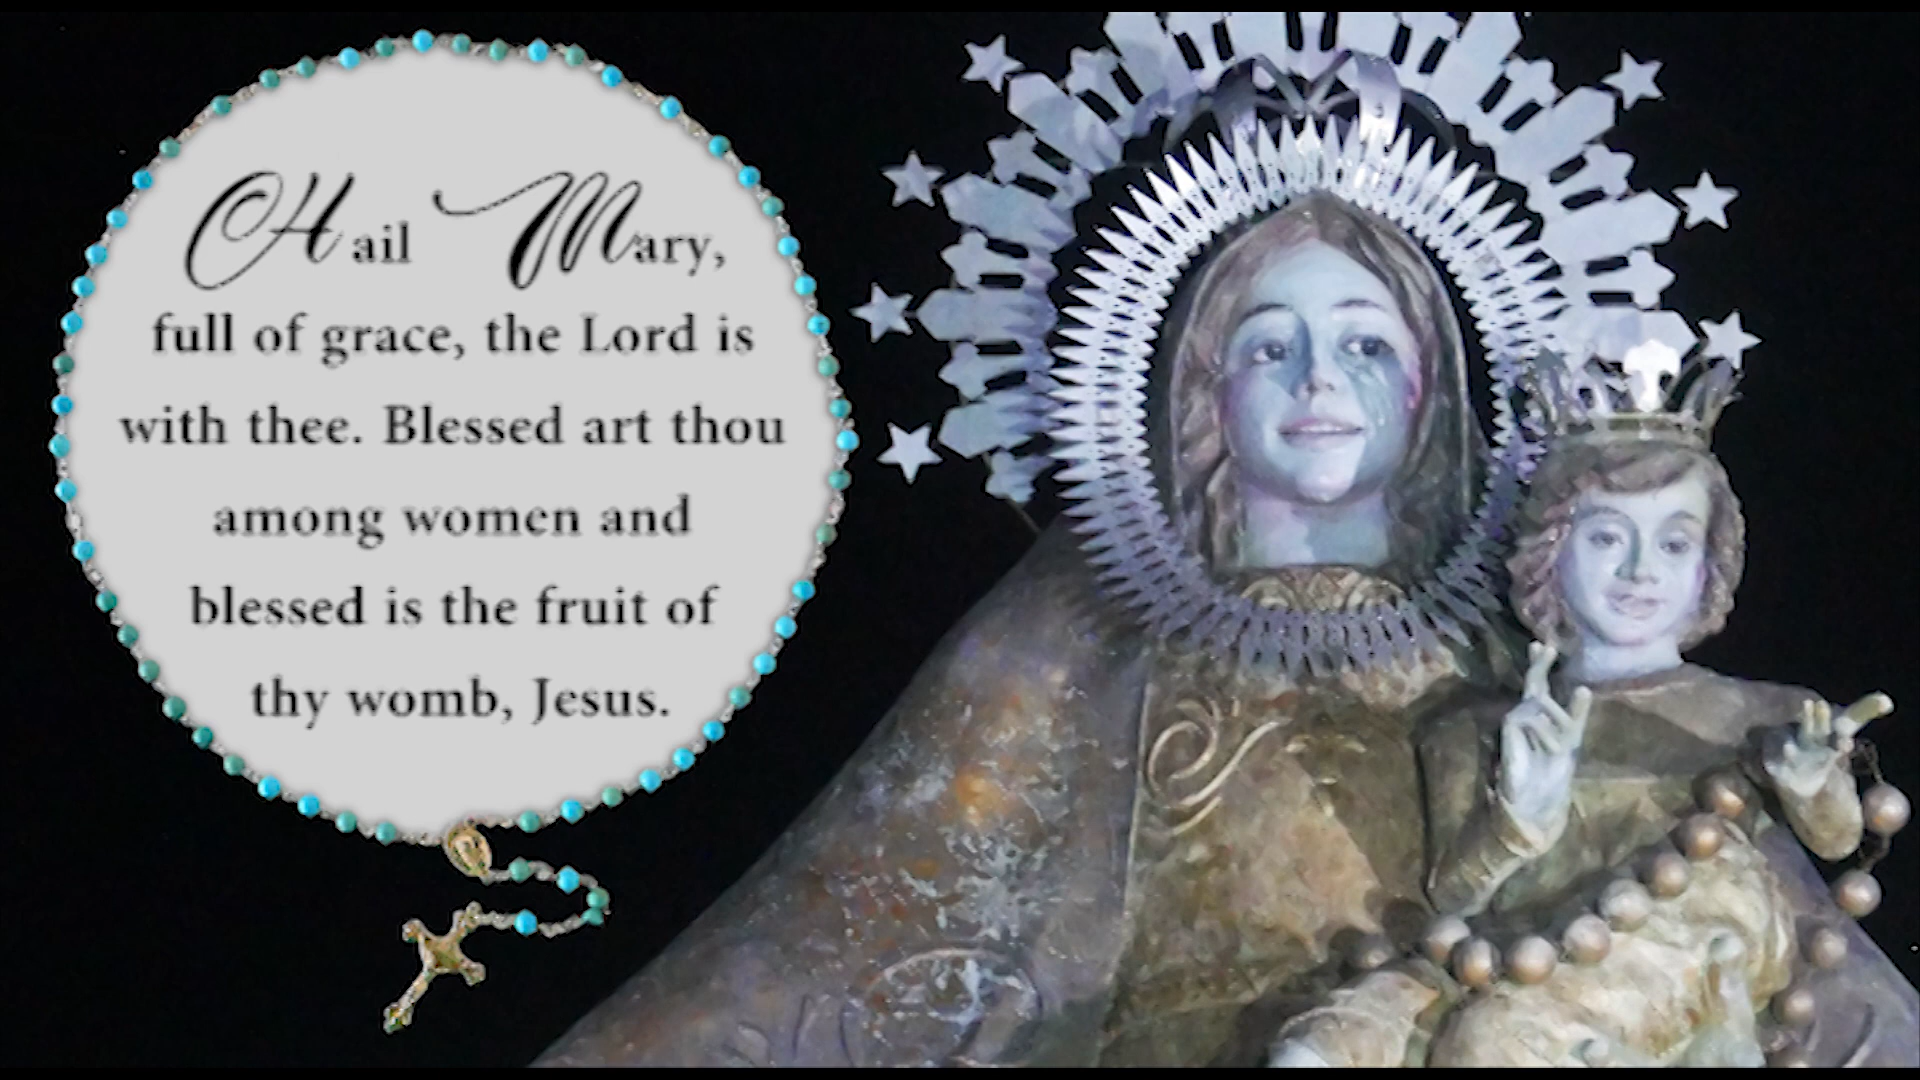 Hail Mary,
full of grace, the Lord is
with thee. Blessed art thou
among women and
blessed is the fruit of
thy womb, Jesus.